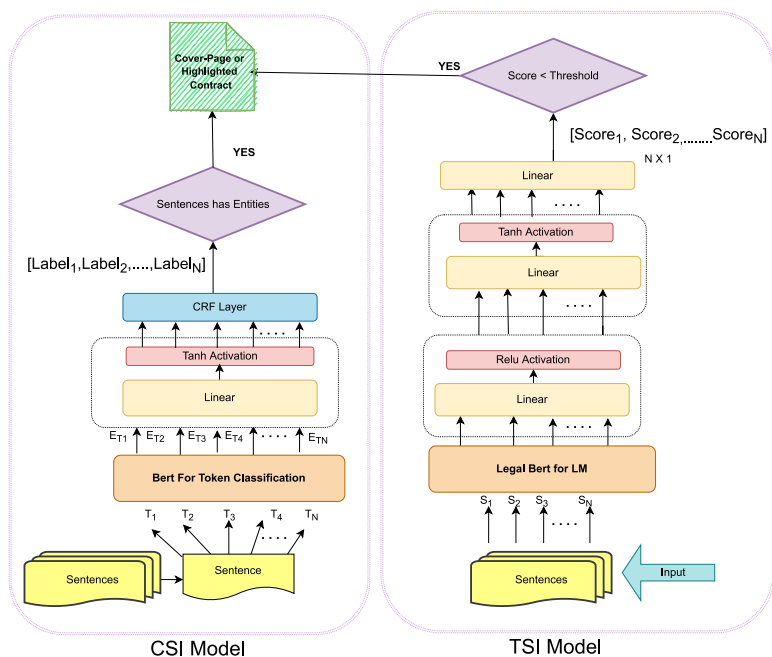 Cover-Page or
Highlighted
Contract
YES
Sentences has Entities
[Label1,Label2,....,LabelN]
CRF Layer
. . . .
Tanh Activation
Linear
ET1 ET2 ET3 ET4 . . . . ETN
Bert For Token Classification
T1 T2 T3 T4 TN
. . . .
Sentences
Sentence
CSI Model
YES
Score < Threshold
[Score1, Score2,.......ScoreN]
N X 1
Linear
. . . .
Tanh Activation
Linear
. . . .
Relu Activation
Linear
. . . .
Legal Bert for LM
S1 S2 S3 SN
. . . .
Sentences
Input
TSI Model